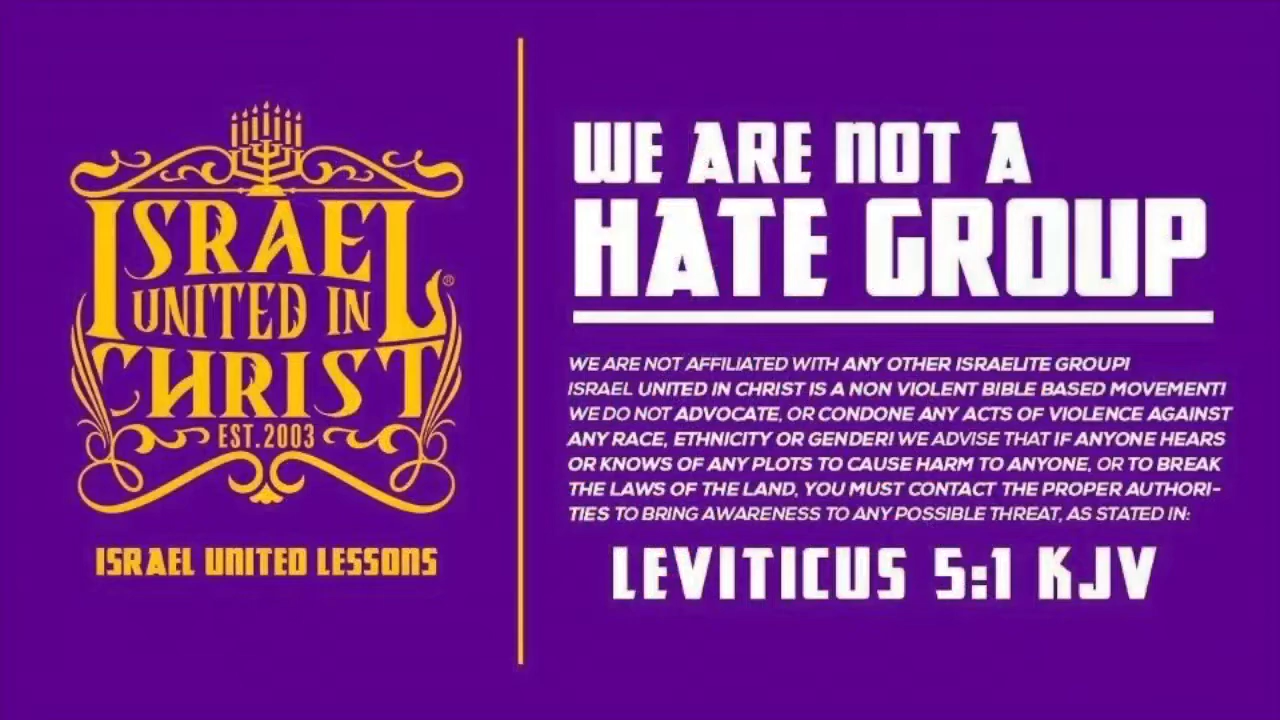 ISRAEL
UNITED IN
CHRIST
®
EST. 2003
ISRAEL UNITED LESSONS
WE ARE NOT A
HATE GROUP
WE ARE NOT AFFILIATED WITH ANY OTHER ISRAELITE GROUP!
ISRAEL UNITED IN CHRIST IS A NON VIOLENT BIBLE BASED MOVEMENT!
WE DO NOT ADVOCATE, OR CONDONE ANY ACTS OF VIOLENCE AGAINST
ANY RACE, ETHNICITY OR GENDER! WE ADVISE THAT IF ANYONE HEARS
OR KNOWS OF ANY PLOTS TO CAUSE HARM TO ANYONE, OR TO BREAK
THE LAWS OF THE LAND, YOU MUST CONTACT THE PROPER AUTHORI-
TIES TO BRING AWARENESS TO ANY POSSIBLE THREAT, AS STATED IN:
LEVITICUS 5:1 KJV